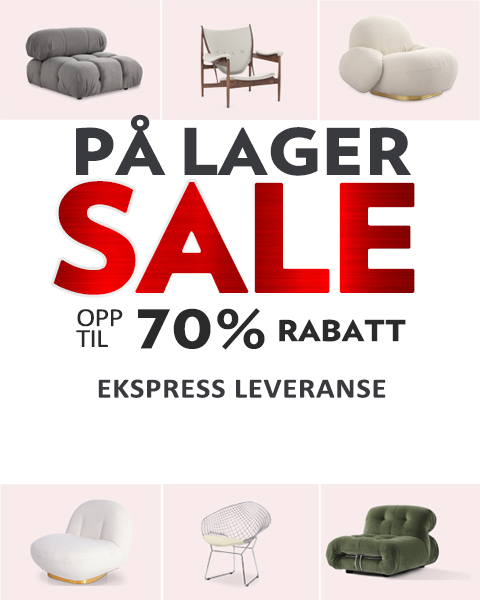 PÅ LAGER
SALE
OPP TIL 70% RABATT
EKSPRESS LEVERANSE